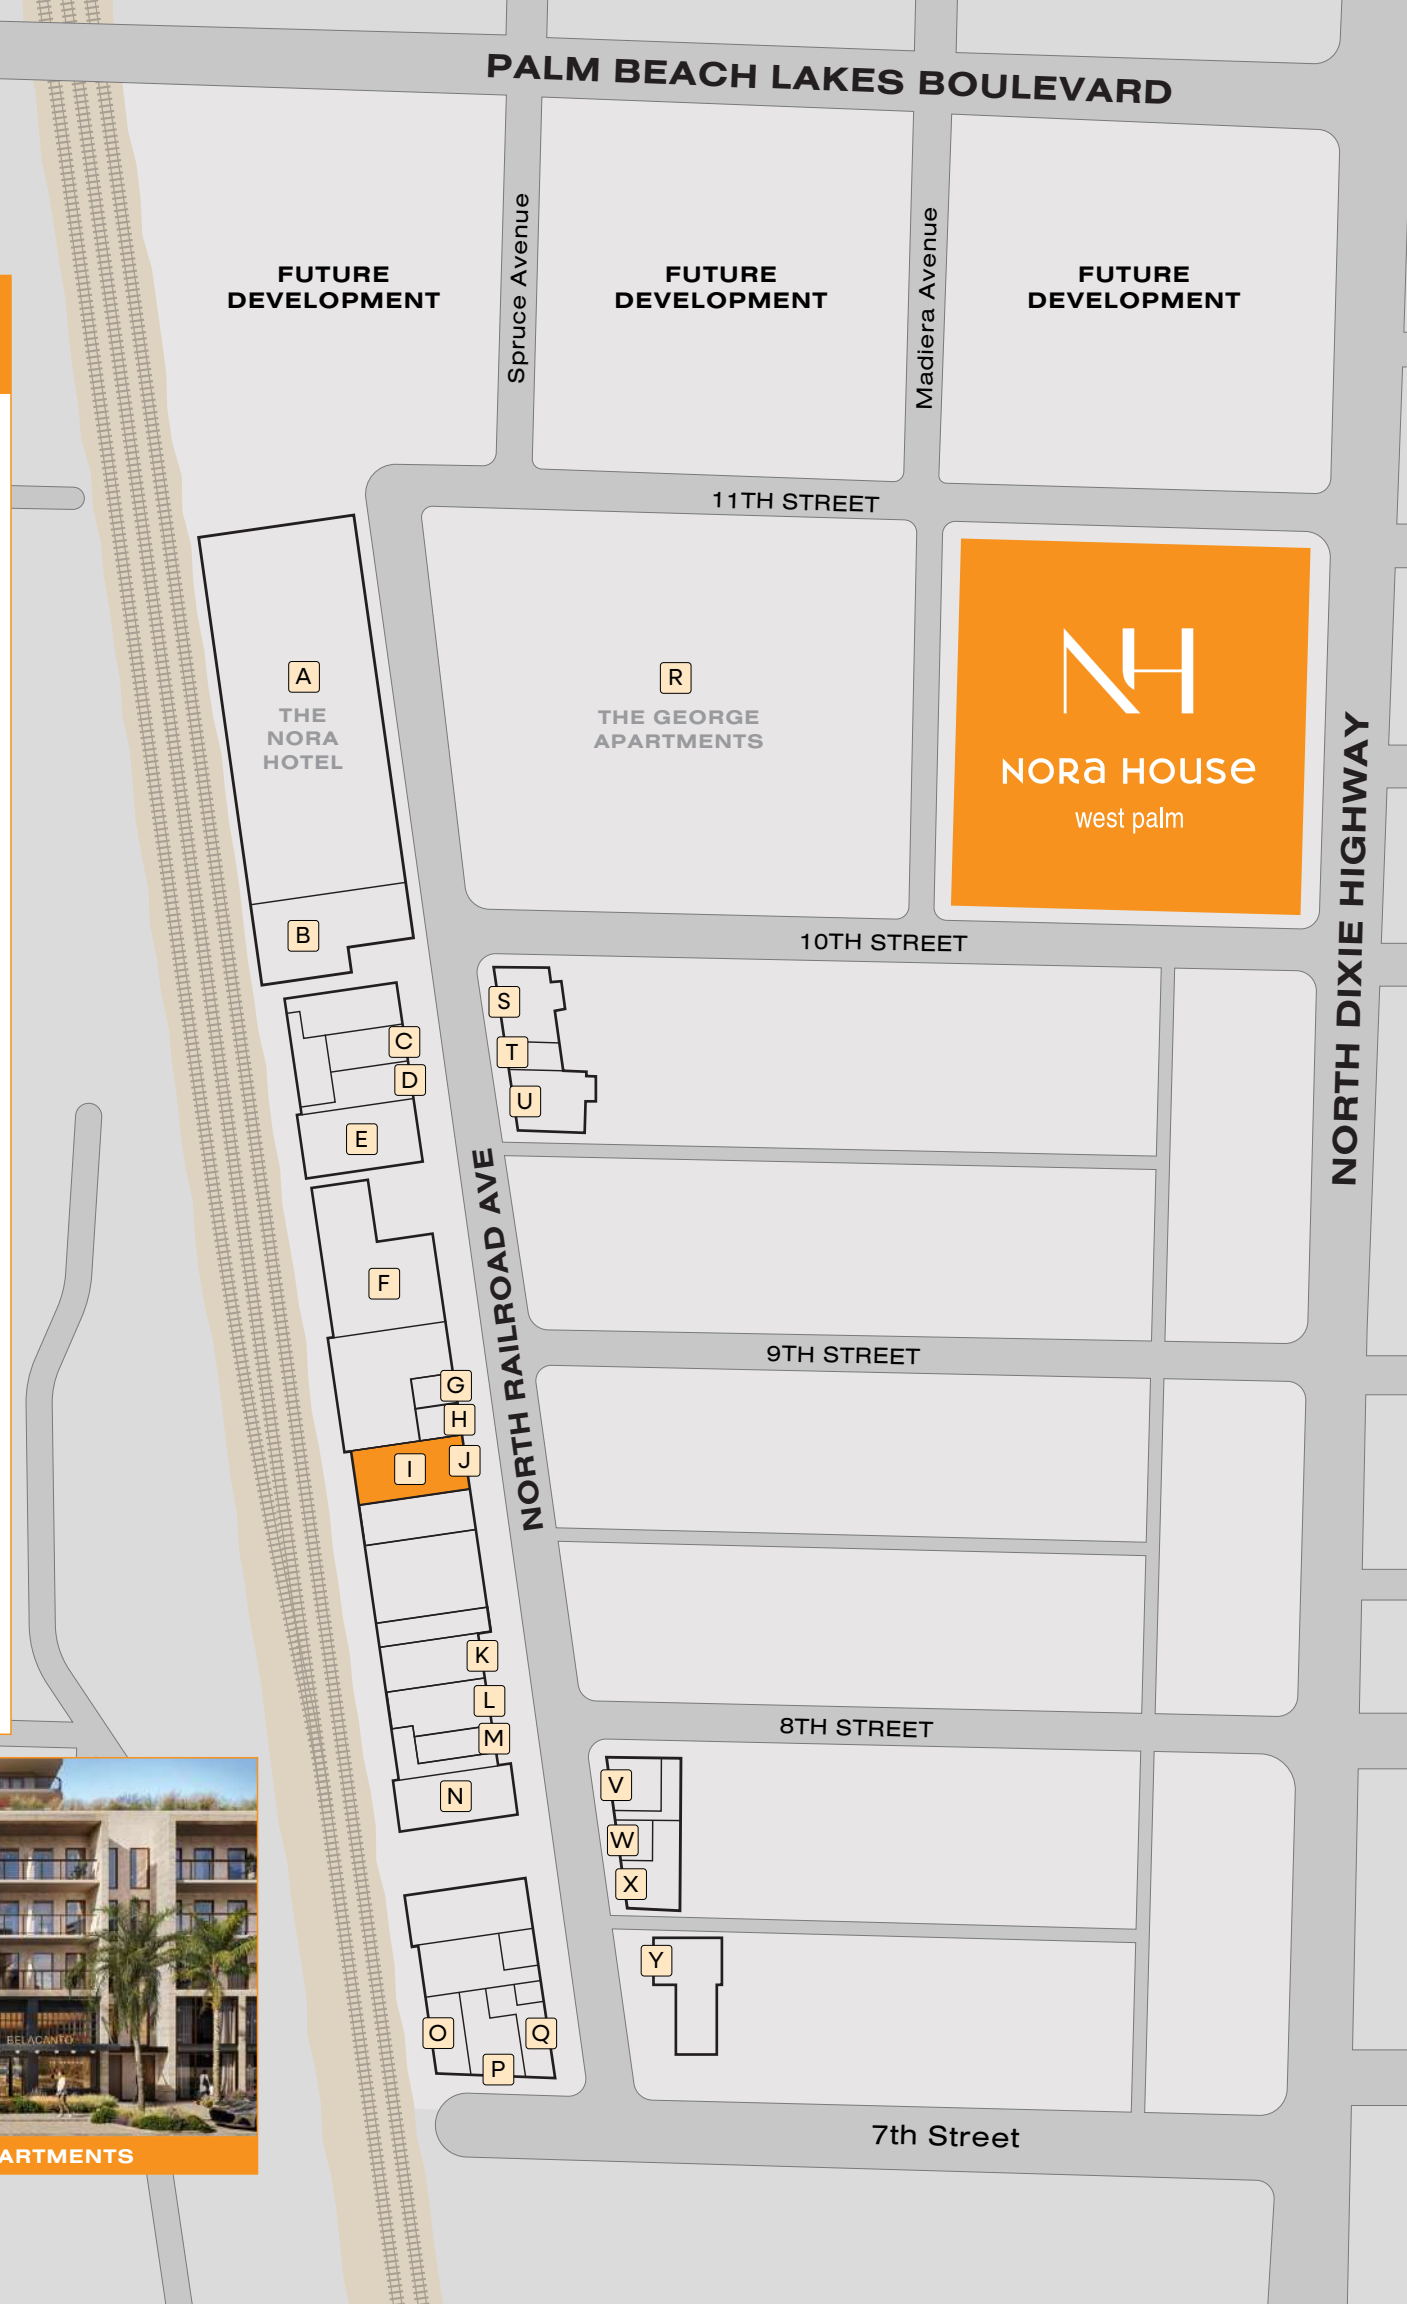 PALM BEACH LAKES BOULEVARD
Spruce Avenue
Madiera Avenue
FUTURE
DEVELOPMENT
FUTURE
DEVELOPMENT
FUTURE
DEVELOPMENT
11TH STREET
A
THE
NORA
HOTEL
R
THE GEORGE
APARTMENTS
NH
NORa House
west palm
NORTH DIXIE HIGHWAY
B
10TH STREET
S
C
T
D
U
E
NORTH RAILROAD AVE
F
9TH STREET
G
H
I
J
K
L
8TH STREET
M
V
N
W
X
Y
O
Q
P
BELACANTO
7th Street
ARTMENTS